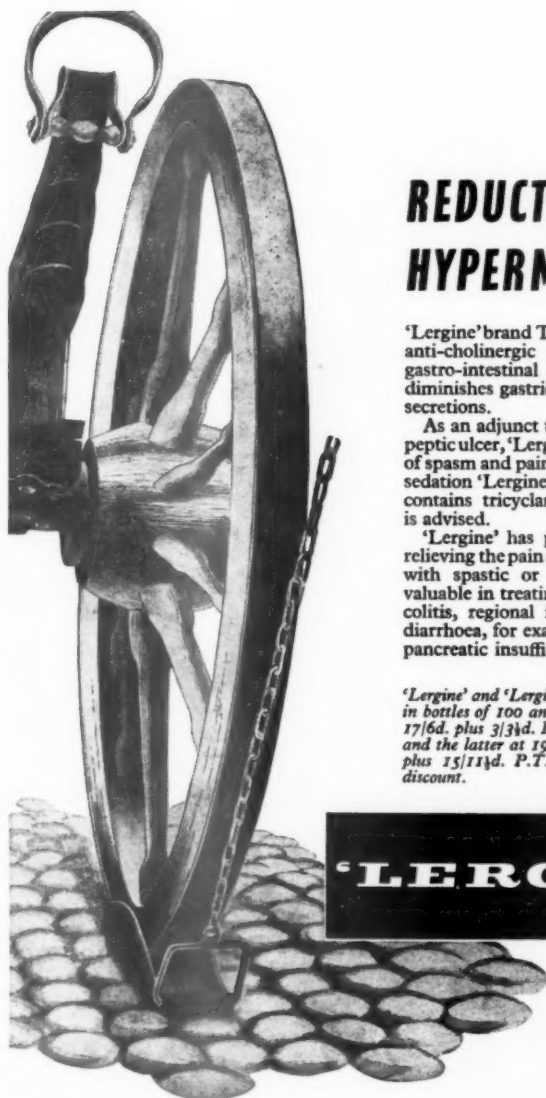 REDUCT
HYPERM
'Lergine' brand T
anti-cholinergic
gastro-intestinal
diminishes gastri
secretions.
As an adjunct t
peptic ulcer, 'Lerg
of spasm and pain
sedation 'Lergine
contains tricyclar
is advised.
'Lergine' has p
relieving the pain
with spastic or
valuable in treatin
colitis, regional
diarrhoea, for exa
pancreatic insuffi
'Lergine' and 'Lergin
in bottles of 100 an
17/6d. plus 3/3½d. P
and the latter at 19
plus 15/11½d. P.T.
discount.
'LERG